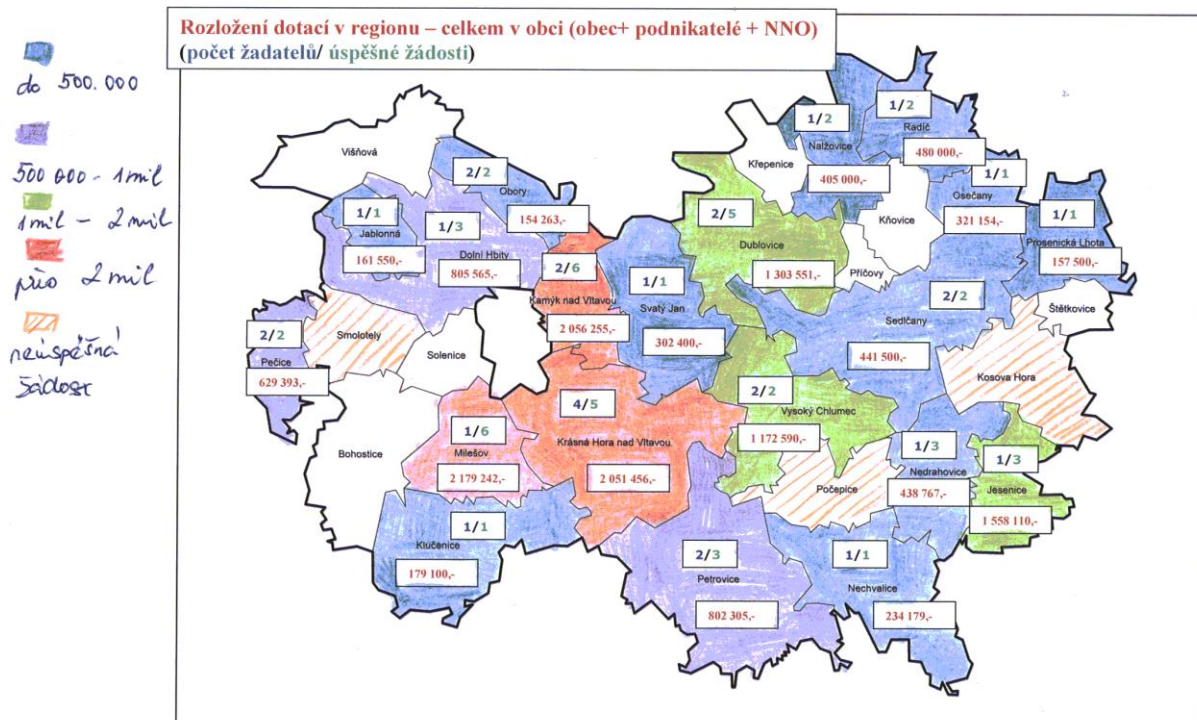 Rozložení dotací v regionu – celkem v obci (obec+ podnikatelé + NNO)
(počet žadatelů/ úspěšné žádosti)
do 500.000
500 000 - 1mil
1mil - 2 mil
přes 2 mil
neúspěšná
žádost
Višňová
2/2
Obory
154 263,-
1/1
Jablonná
161 550,-
1/3
Dolní Hbity
805 565,-
2/6
Kamýk nad Vltavou
2 056 255,-
1/1
Svatý Jan
302 400,-
2/5
Dublovice
1 303 551,-
Křepenice
1/2
Nalžovice
405 000,-
1/2
Radíč
480 000,-
Kňovice
Příčovy
1/1
Osečany
321 154,-
1/1
Prosenická Lhota
157 500,-
Štětkovice
2/2
Sedlčany
441 500,-
Kosova Hora
2/2
Pečice
629 393,-
Smolotely
Solenice
Bohostice
1/6
Milešov
2 179 242,-
4/5
Krásná Hora nad Vltavou
2 051 456,-
2/2
Vysoký Chlumec
1 172 590,-
Počepice
1/3
Nedrahovice
438 767,-
1/3
Jesenice
1 558 110,-
1/1
Klučenice
179 100,-
2/3
Petrovice
802 305,-
1/1
Nechvalice
234 179,-